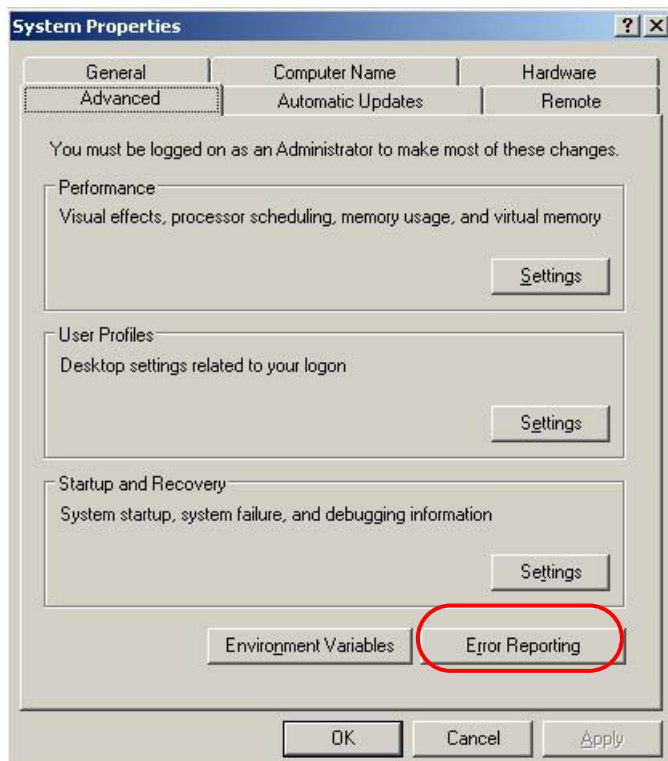 System Properties
General Computer Name Hardware
Advanced Automatic Updates Remote
You must be logged on as an Administrator to make most of these changes.
Performance
Visual effects, processor scheduling, memory usage, and virtual memory
Settings
User Profiles
Desktop settings related to your logon
Settings
Startup and Recovery
System startup, system failure, and debugging information
Settings
Environment Variables Error Reporting
OK Cancel Apply